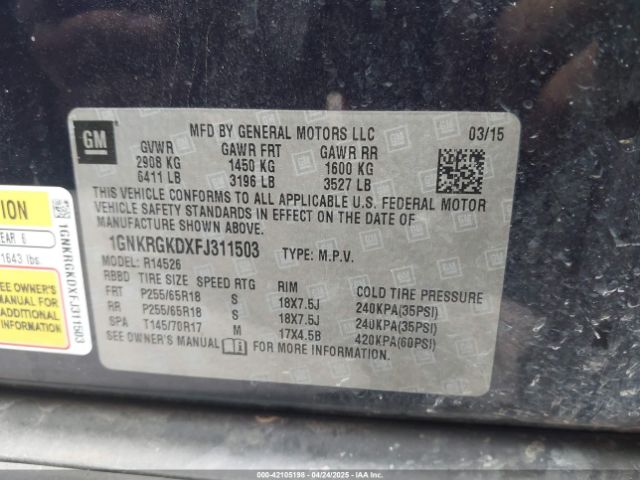 GM
MFD BY GENERAL MOTORS LLC
03/15
GVWR GAWR FRT GAWR RR
2908 KG 1450 KG 1600 KG
6411 LB 3196 LB 3527 LB
THIS VEHICLE CONFORMS TO ALL APPLICABLE U.S. FEDERAL MOTOR
VEHICLE SAFETY STANDARDS IN EFFECT ON THE DATE OF
MANUFACTURE SHOWN ABOVE.
1GNKRGKDXFJ311503 TYPE: M.P.V.
MODEL: R14526
RBBD TIRE SIZE SPEED RTG RIM COLD TIRE PRESSURE
FRT P255/65R18 S 18X7.5J 240KPA(35PSI)
RR P255/65R18 S 18X7.5J 240KPA(35PSI)
SPA T145/70R17 M 17X4.5B 420KPA(60PSI)
SEE OWNER'S MANUAL FOR MORE INFORMATION.
ION
EAR 6
1643 lbs.
E OWNER'S
MANUAL FOR
ADDITIONAL
1GNKRGKDXFJ311503
000-42105198 - 04/24/2025 - Copyright IAA, LLC